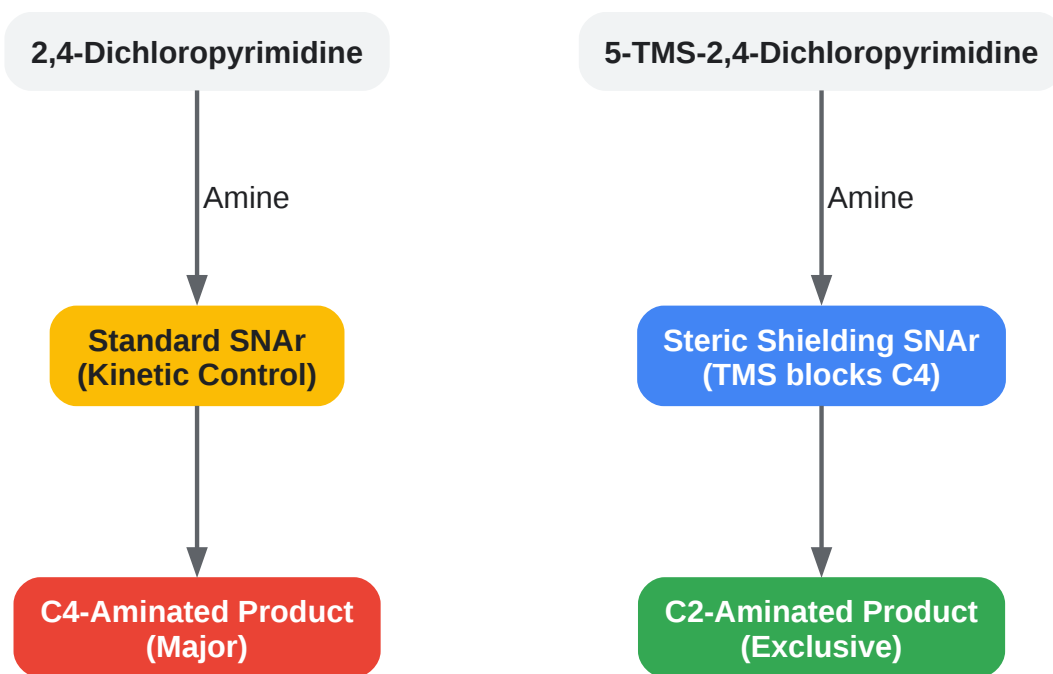 2,4-Dichloropyrimidine
5-TMS-2,4-Dichloropyrimidine
Amine
Amine
Standard SNAr
(Kinetic Control)
Steric Shielding SNAr
(TMS blocks C4)
C4-Aminated Product
(Major)
C2-Aminated Product
(Exclusive)